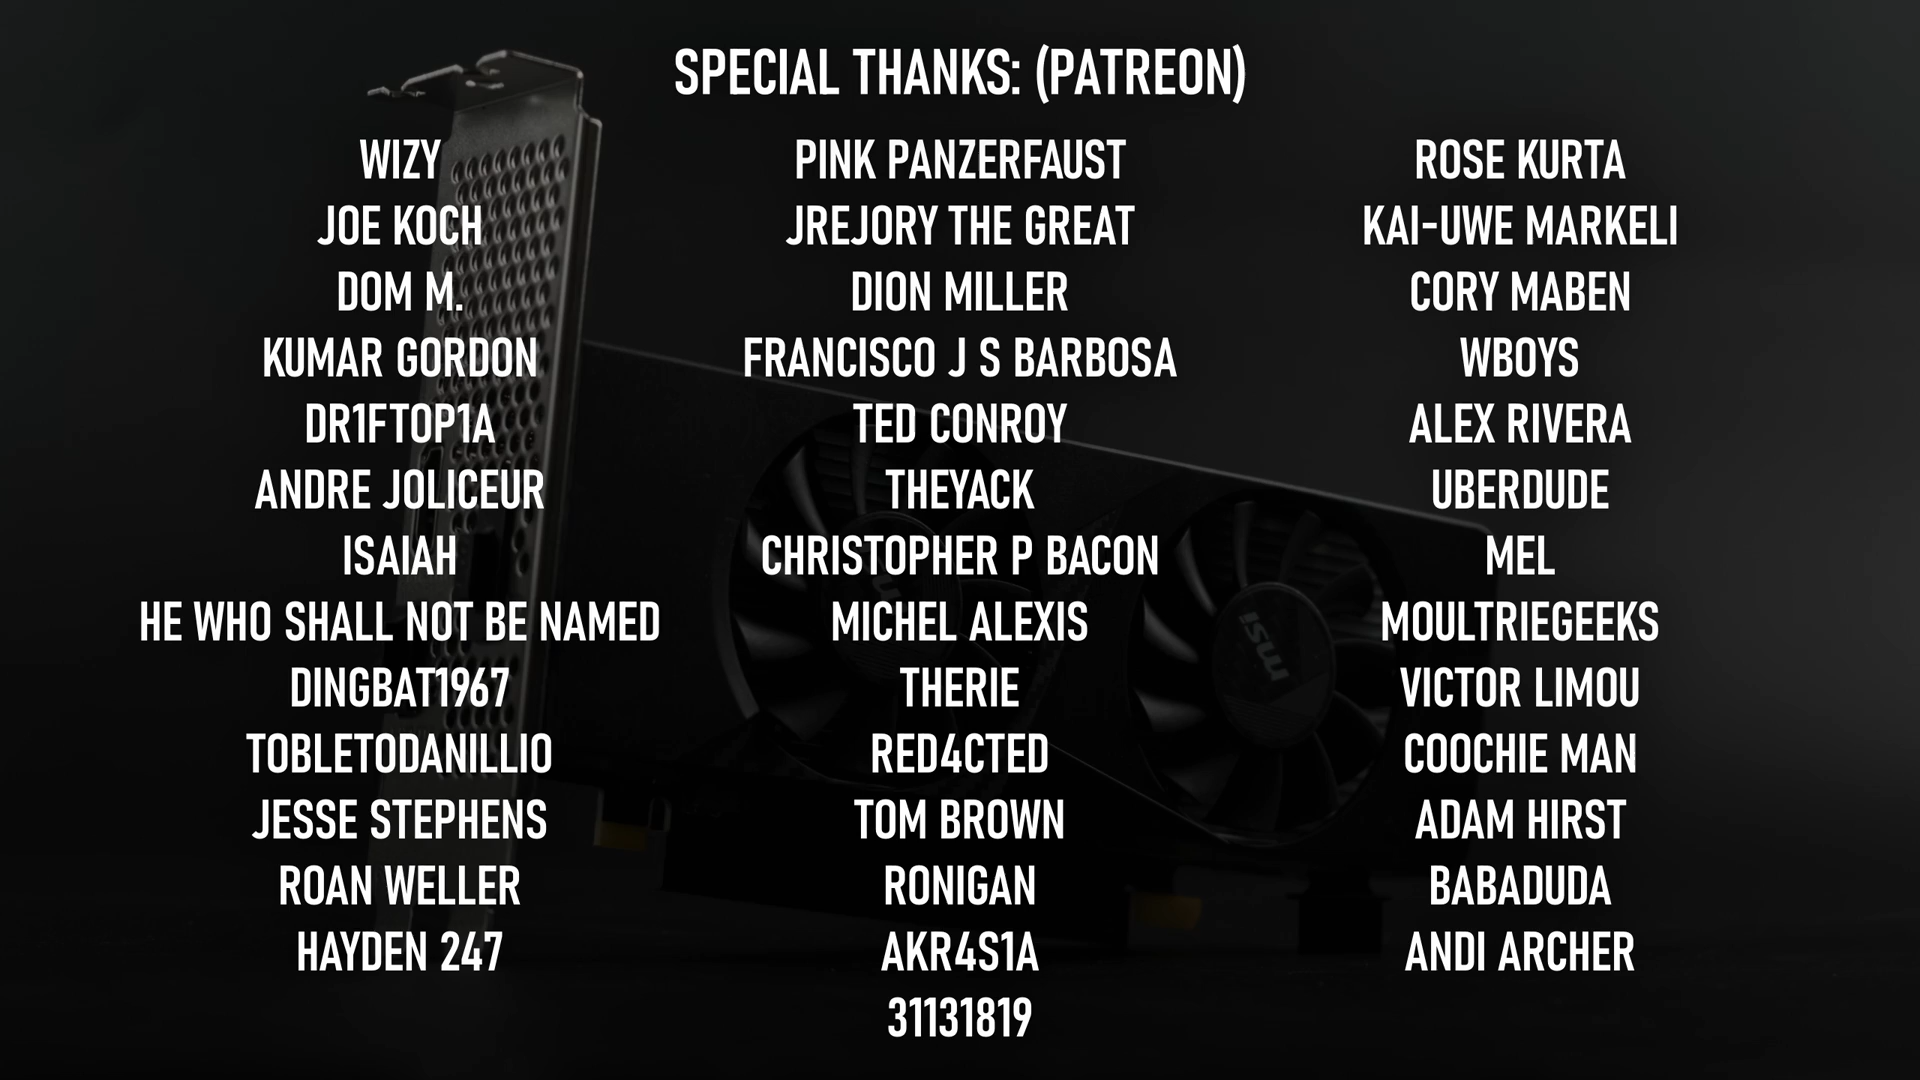 SPECIAL THANKS: (PATREON)
WIZY
JOE KOCH
DOM M.
KUMAR GORDON
DR1FTOP1A
ANDRE JOLICEUR
ISAIAH
HE WHO SHALL NOT BE NAMED
DINGBAT1967
TOBLETODANILLIO
JESSE STEPHENS
ROAN WELLER
HAYDEN 247
PINK PANZERFAUST
JREJORY THE GREAT
DION MILLER
FRANCISCO J S BARBOSA
TED CONROY
THEYACK
CHRISTOPHER P BACON
MICHEL ALEXIS
THERIE
RED4CTED
TOM BROWN
RONIGAN
AKR4S1A
31131819
ROSE KURTA
KAI-UWE MARKELI
CORY MABEN
WBOYS
ALEX RIVERA
UBERDUDE
MEL
MOULTRIEGEEKS
VICTOR LIMOU
COOCHIE MAN
ADAM HIRST
BABADUDA
ANDI ARCHER
msi